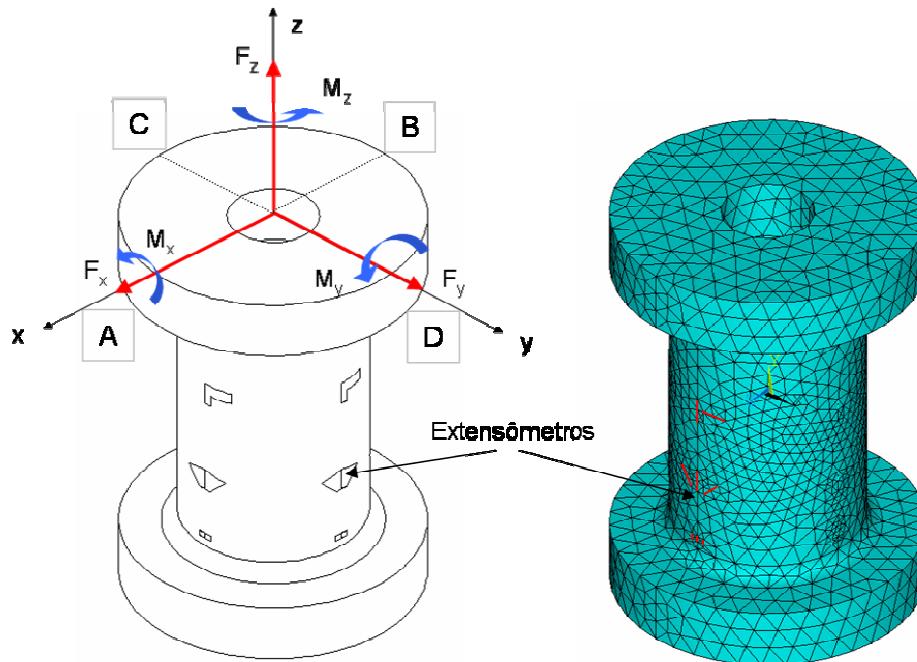 z
F_z
M_z
C
B
M_x
F_x
M_y
F_y
x
A
D
y
Extensômetros